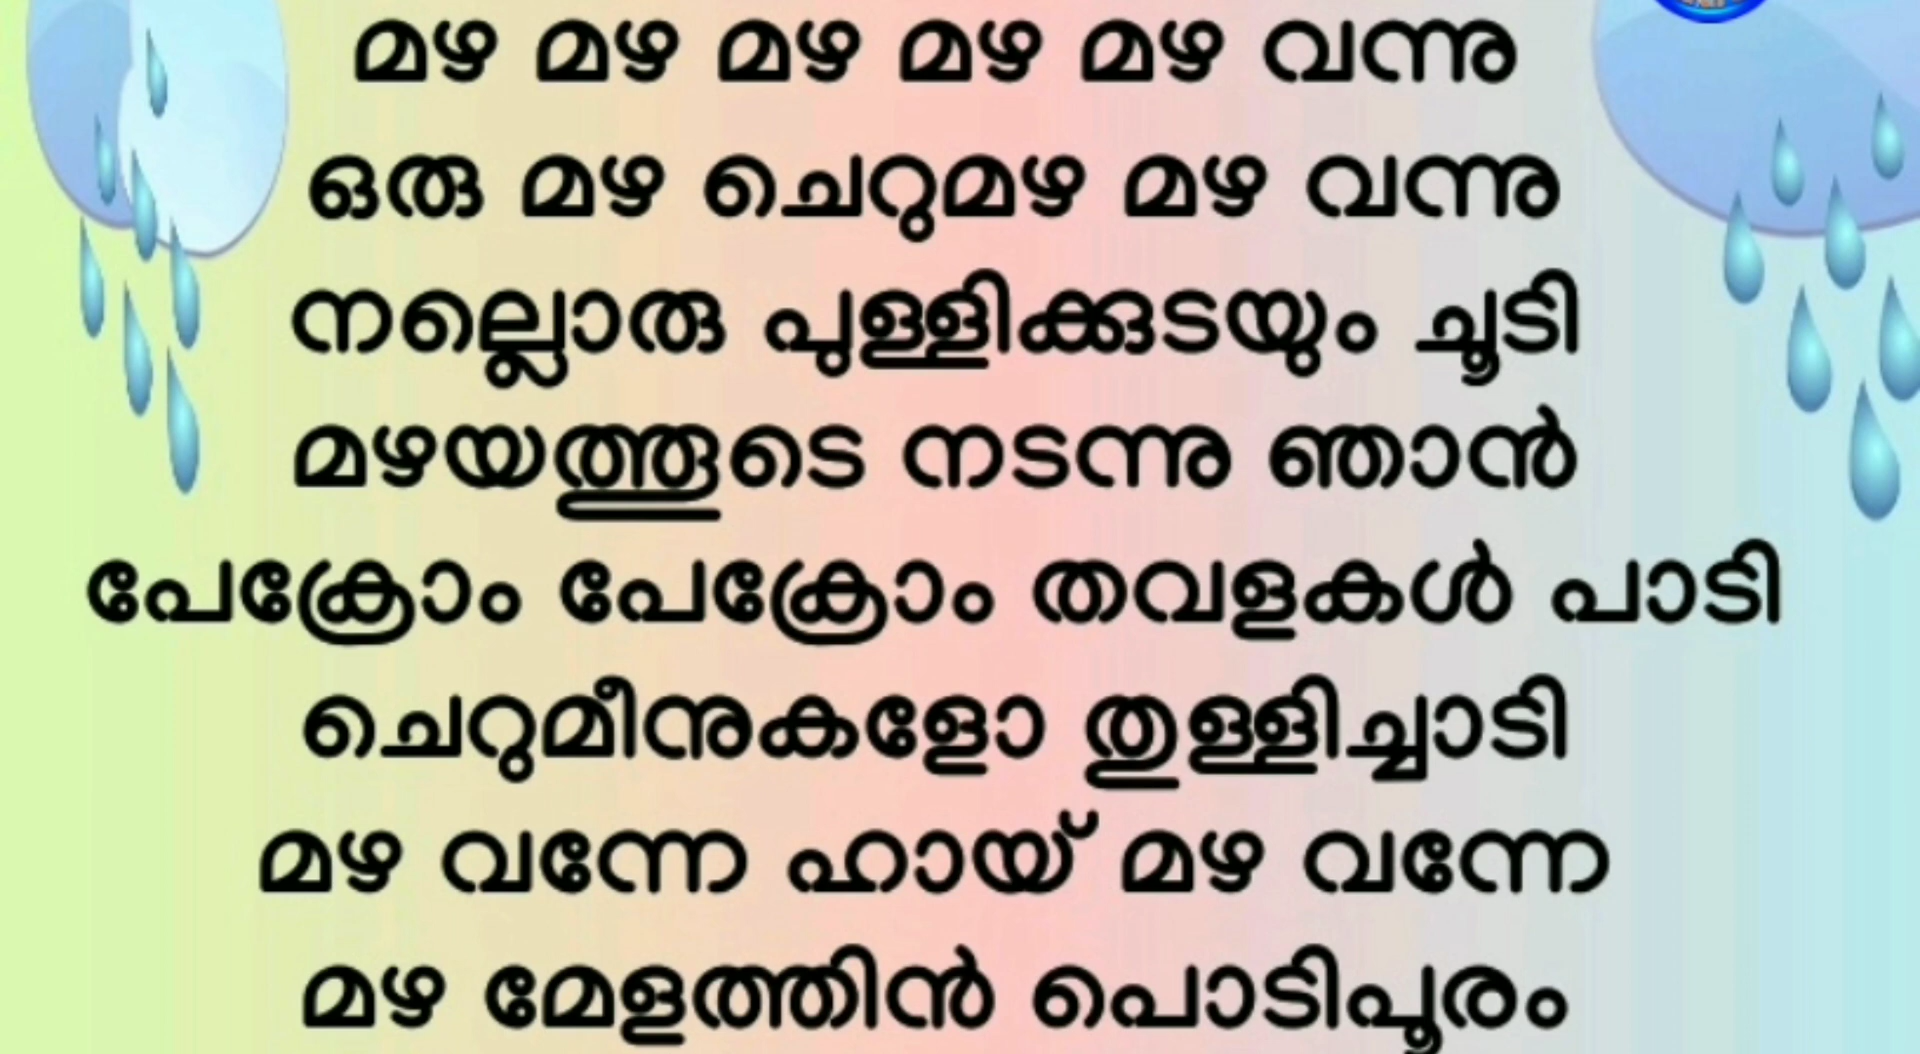 മഴ മഴ മഴ മഴ മഴ വന്നു
ഒരു മഴ ചെറുമഴ മഴ വന്നു
നല്ലൊരു പുള്ളിക്കുടയും ചൂടി
മഴയത്തൂടെ നടന്നു ഞാൻ
പേക്രോം പേക്രോം തവളകൾ പാടി
ചെറുമീനുകളോ തുള്ളിച്ചാടി
മഴ വന്നേ ഹായ് മഴ വന്നേ
മഴ മേളത്തിൻ പൊടിപൂരം